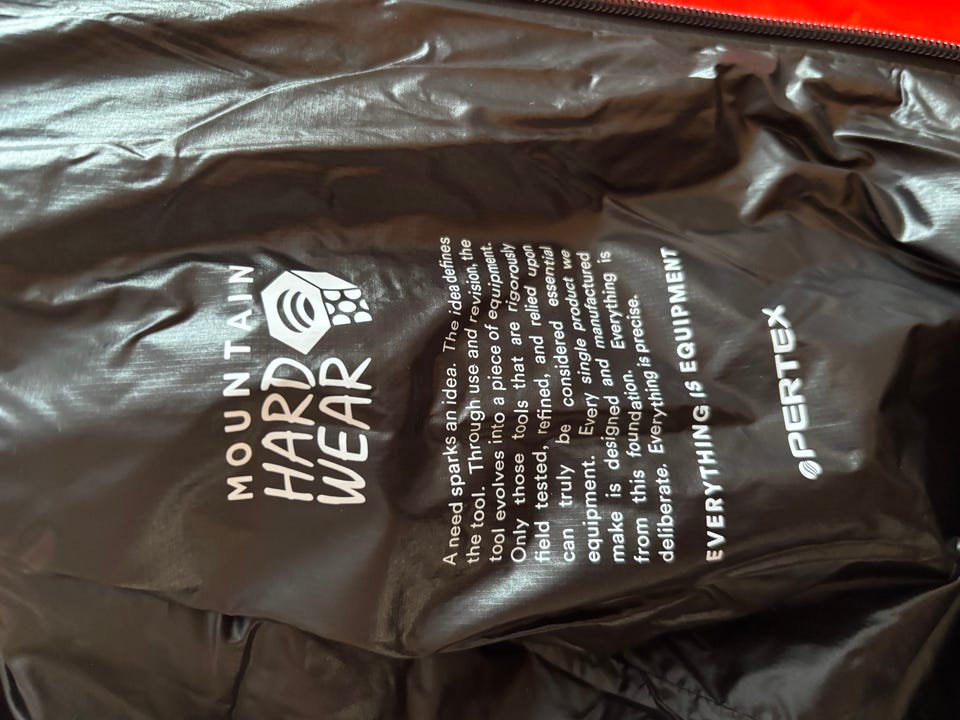 MOUNTAIN
HARD
WEAR
A need sparks an idea. The idea defines
the tool. Through use and revision, the
tool evolves into a piece of equipment.
Only those tools that are rigorously
field tested, refined, and relied upon
can truly be considered essential
equipment. Every single product we
make is designed and manufactured
from this foundation. Everything is
deliberate. Everything is precise.
EVERYTHING IS EQUIPMENT
PERTEX